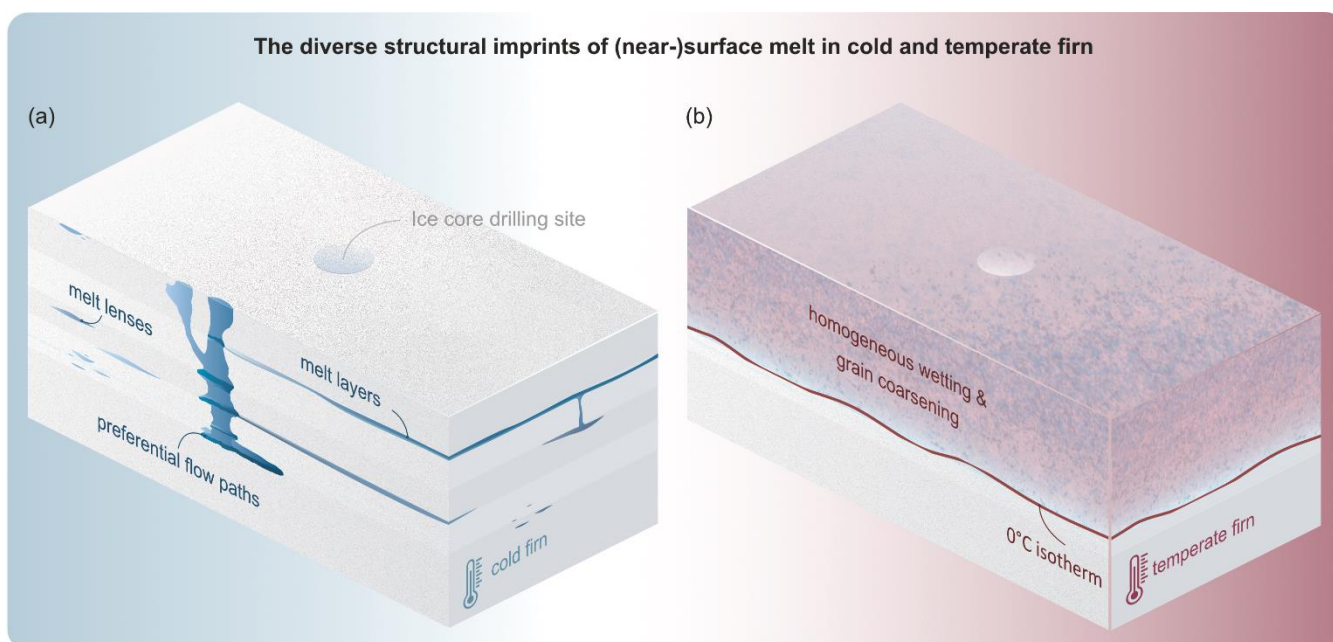 The diverse structural imprints of (near-)surface melt in cold and temperate firn
(a)
Ice core drilling site
melt lenses
melt layers
preferential flow paths
cold firn
(b)
homogeneous wetting &
grain coarsening
0°C isotherm
temperate firn